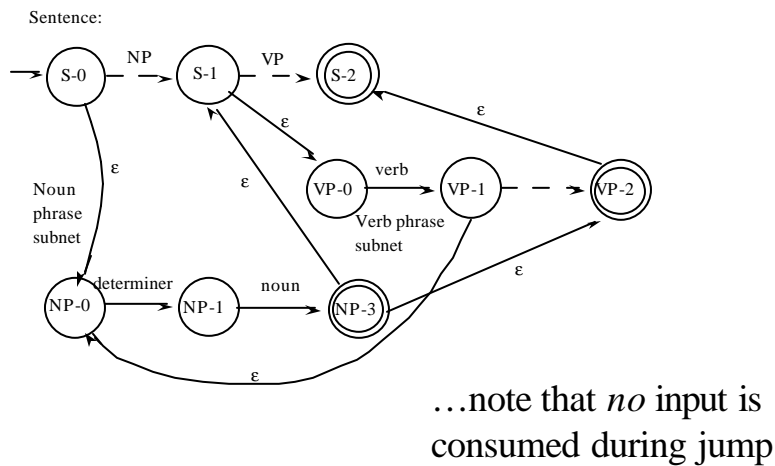 Sentence:
NP
VP
S-0
S-1
S-2
ε
ε
ε
verb
ε
VP-0
VP-1
VP-2
Noun
phrase
subnet
Verb phrase
subnet
determiner
noun
ε
NP-0
NP-1
NP-3
ε
…note that no input is
consumed during jump